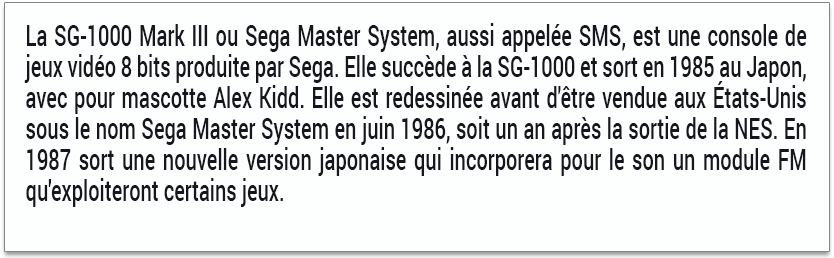 La SG-1000 Mark III ou Sega Master System, aussi appelée SMS, est une console de
jeux vidéo 8 bits produite par Sega. Elle succède à la SG-1000 et sort en 1985 au Japon,
avec pour mascotte Alex Kidd. Elle est redessinée avant d'être vendue aux États-Unis
sous le nom Sega Master System en juin 1986, soit un an après la sortie de la NES. En
1987 sort une nouvelle version japonaise qui incorporera pour le son un module FM
qu'exploiteront certains jeux.